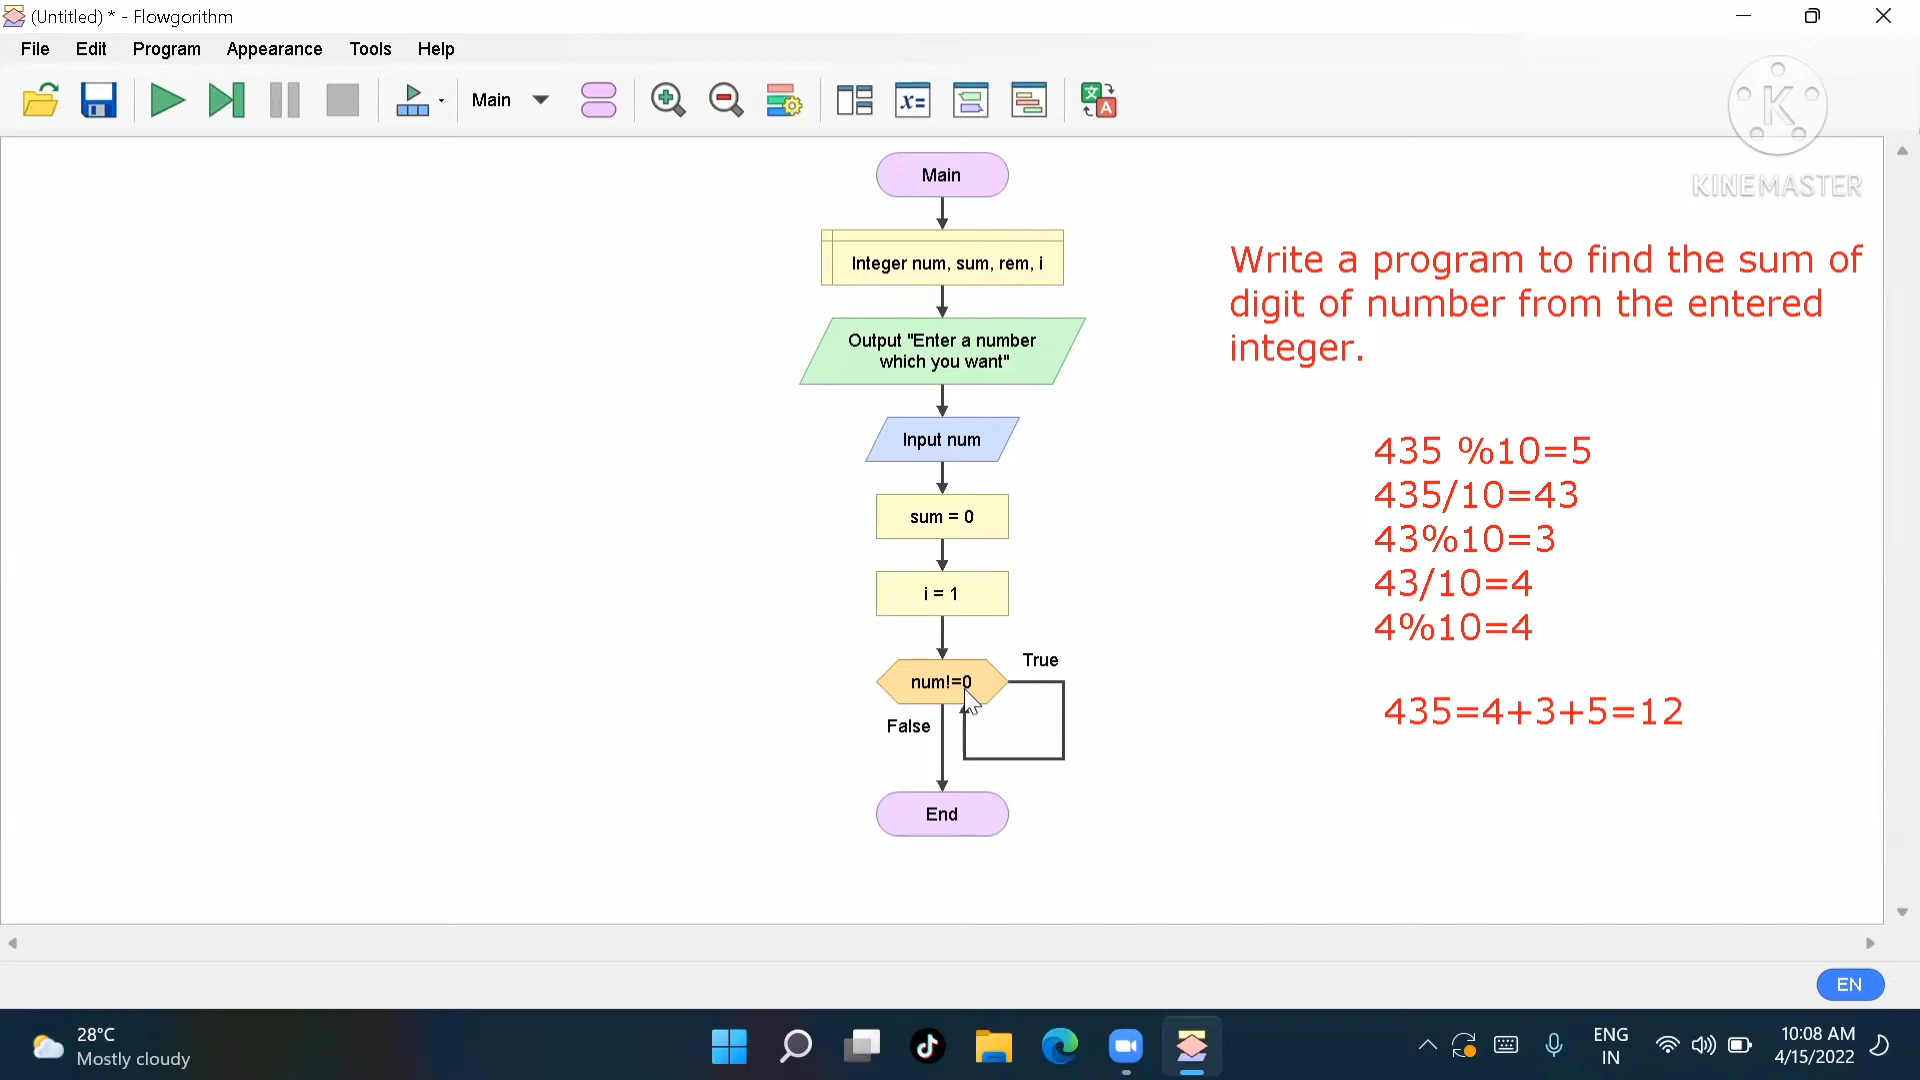 (Untitled) * - Flowgorithm
File Edit Program Appearance Tools Help
Main
x=
A
K
KINEMASTER
Main
Integer num, sum, rem, i
Output "Enter a number
which you want"
Input num
sum = 0
i = 1
num!=0
True
False
End
Write a program to find the sum of
digit of number from the entered
integer.
435 %10=5
435/10=43
43%10=3
43/10=4
4%10=4
435=4+3+5=12
EN
28°C
Mostly cloudy
ENG
IN
10:08 AM
4/15/2022